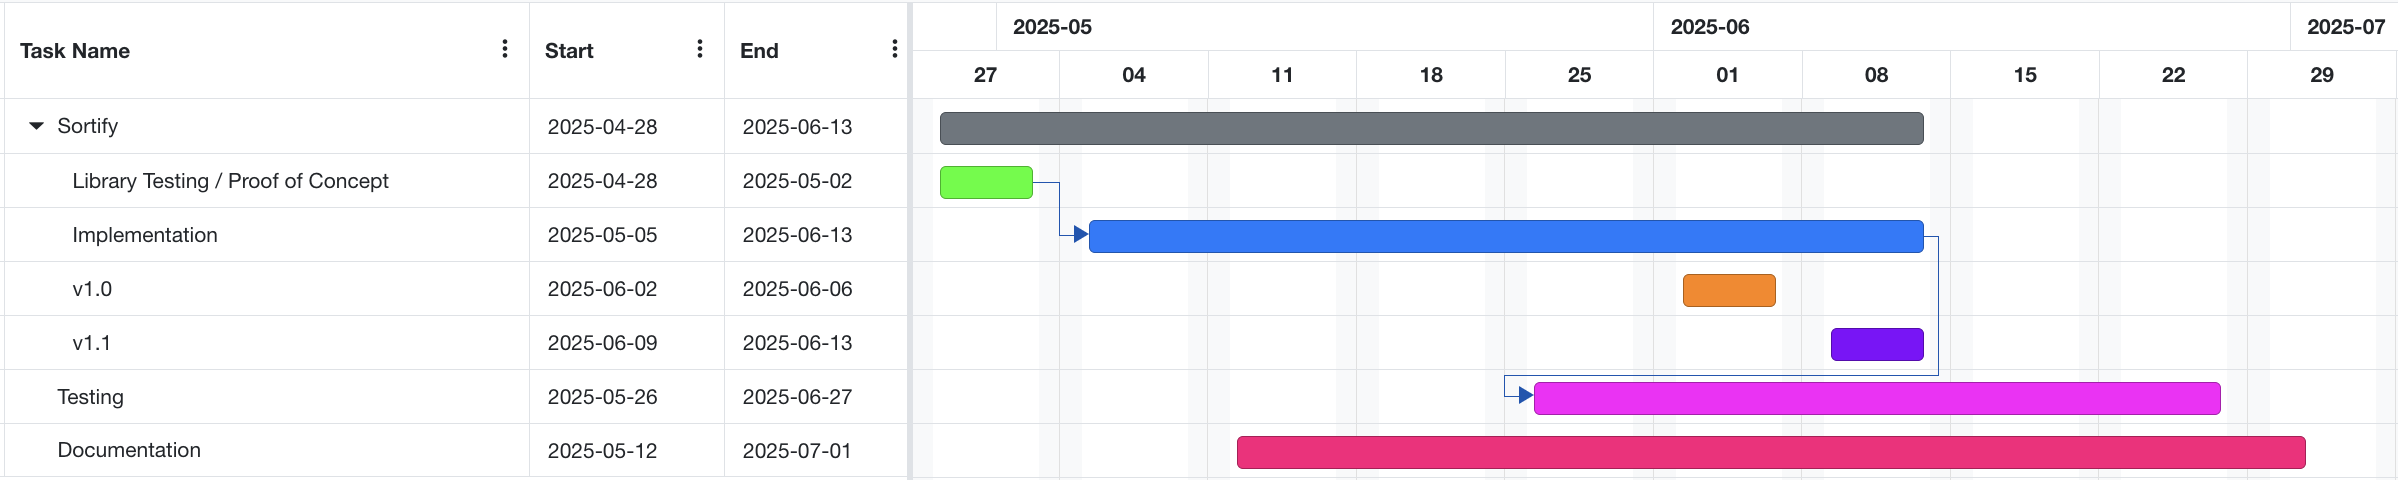 Task Name Start End 2025-05 2025-06 2025-07
27 04 11 18 25 01 08 15 22 29
Sortify 2025-04-28 2025-06-13
Library Testing / Proof of Concept 2025-04-28 2025-05-02
Implementation 2025-05-05 2025-06-13
v1.0 2025-06-02 2025-06-06
v1.1 2025-06-09 2025-06-13
Testing 2025-05-26 2025-06-27
Documentation 2025-05-12 2025-07-01